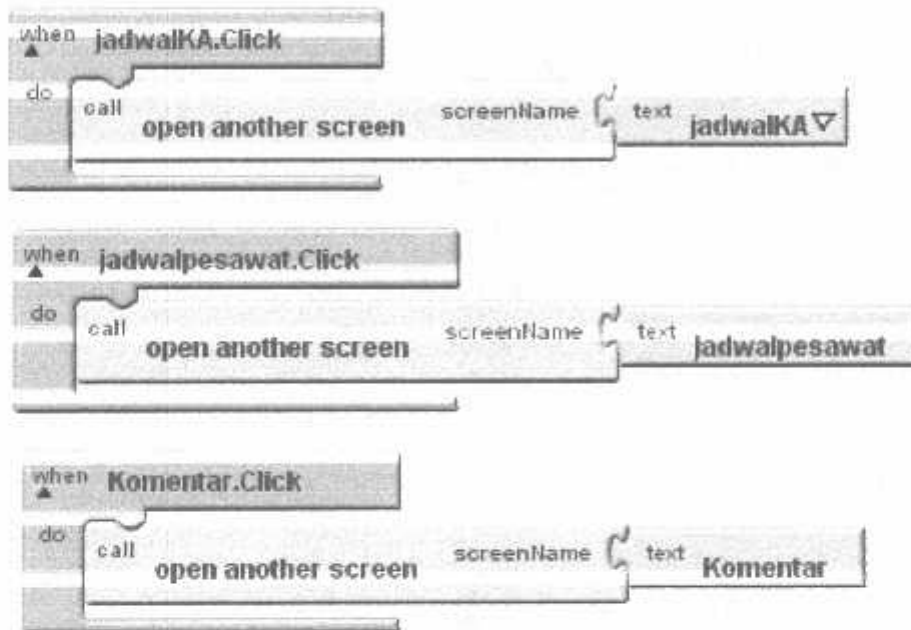 when jadwalKA.Click
do call open another screen screenName text jadwalKA
when jadwalpesawat.Click
do call open another screen screenName text jadwalpesawat
when Komentar.Click
do call open another screen screenName text Komentar